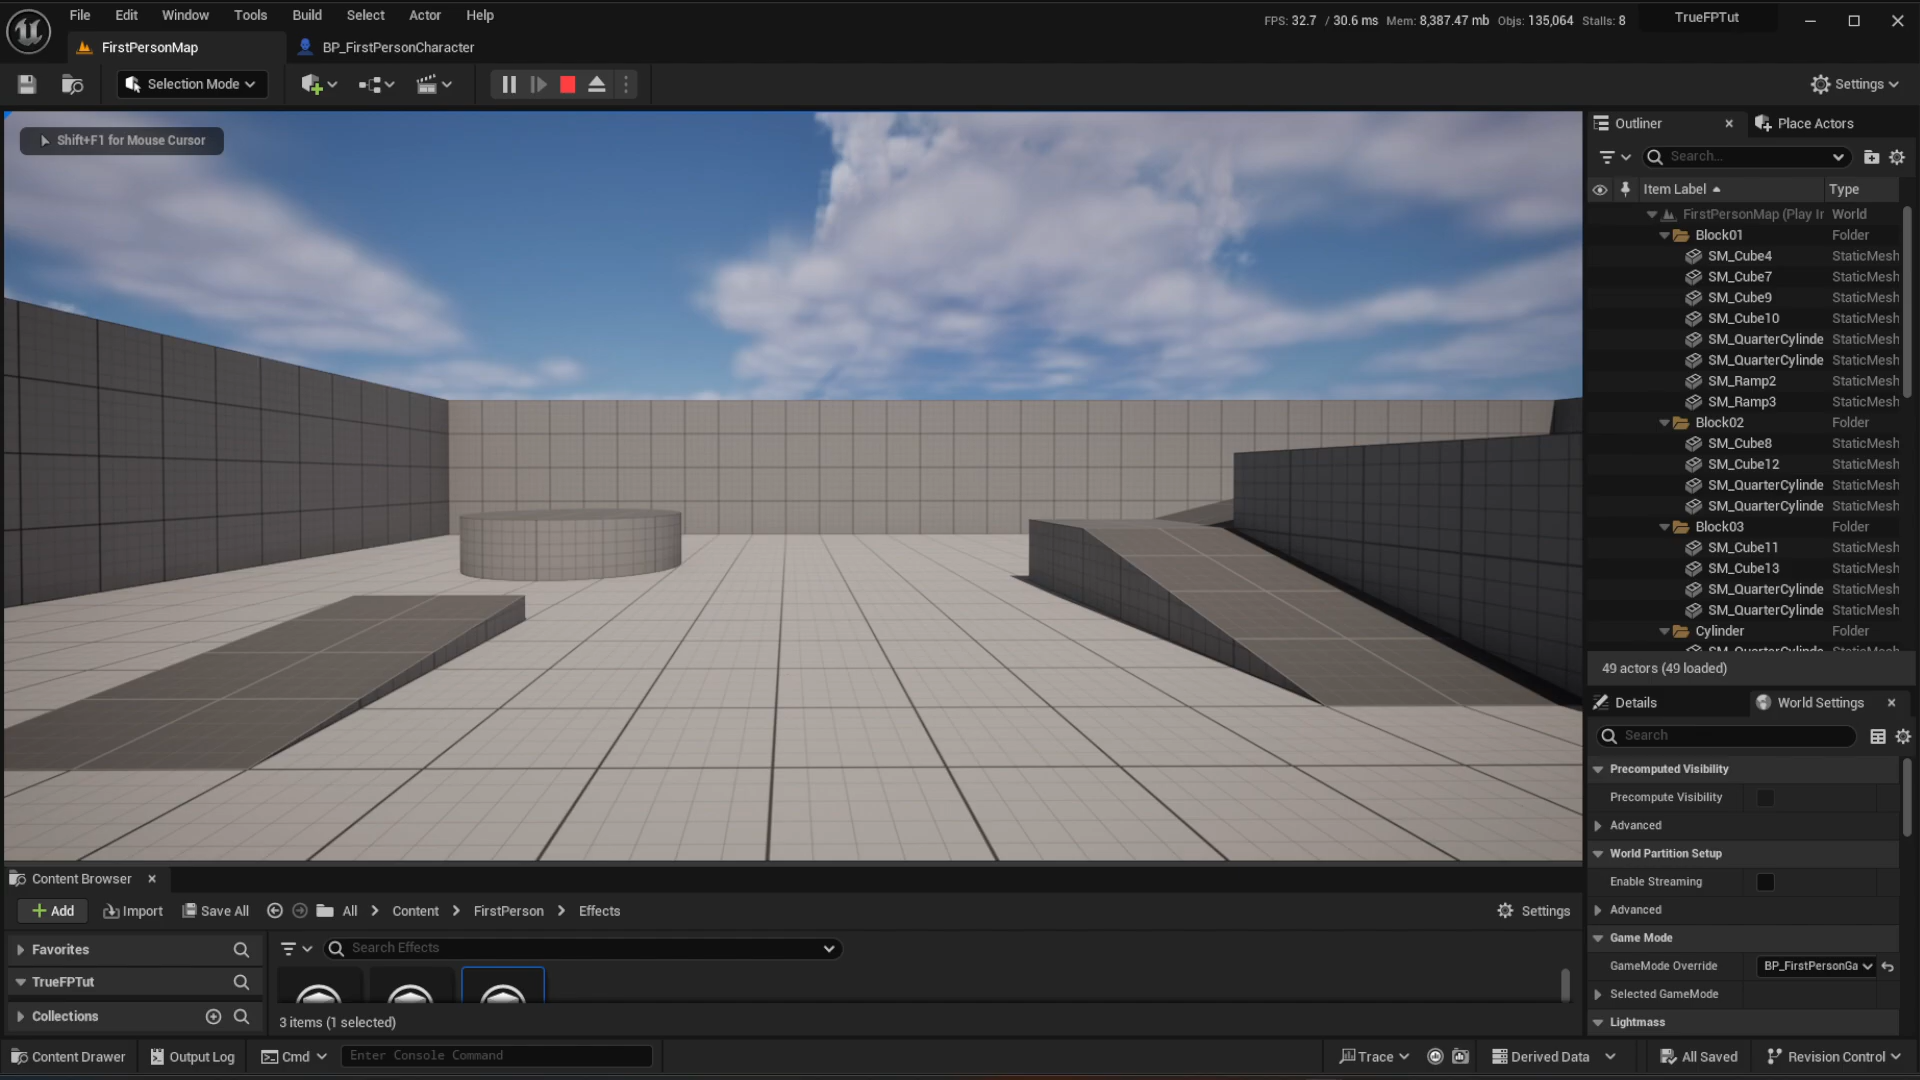 File Edit Window Tools Build Select Actor Help
FPS: 32.7 / 30.6 ms Mem: 8,387.47 mb Objs: 135,064 Stalls: 8
TrueFPTut
FirstPersonMap
BP_FirstPersonCharacter
Selection Mode
Settings
Shift+F1 for Mouse Cursor
Outliner
Place Actors
Search...
Item Label Type
FirstPersonMap (Play Ir World
Block01 Folder
SM_Cube4 StaticMesh
SM_Cube7 StaticMesh
SM_Cube9 StaticMesh
SM_Cube10 StaticMesh
SM_QuarterCylinde StaticMesh
SM_QuarterCylinde StaticMesh
SM_Ramp2 StaticMesh
SM_Ramp3 StaticMesh
Block02 Folder
SM_Cube8 StaticMesh
SM_Cube12 StaticMesh
SM_QuarterCylinde StaticMesh
SM_QuarterCylinde StaticMesh
Block03 Folder
SM_Cube11 StaticMesh
SM_Cube13 StaticMesh
SM_QuarterCylinde StaticMesh
SM_QuarterCylinde StaticMesh
Cylinder Folder
49 actors (49 loaded)
Details
World Settings
Search
Precomputed Visibility
Precompute Visibility
Advanced
World Partition Setup
Enable Streaming
Advanced
Game Mode
GameMode Override BP_FirstPersonGa
Selected GameMode
Lightmass
Content Browser
Add Import Save All All Content FirstPerson Effects Settings
Favorites
Search Effects
TrueFPTut
Collections
3 items (1 selected)
Content Drawer Output Log Cmd Enter Console Command Trace Derived Data All Saved Revision Control